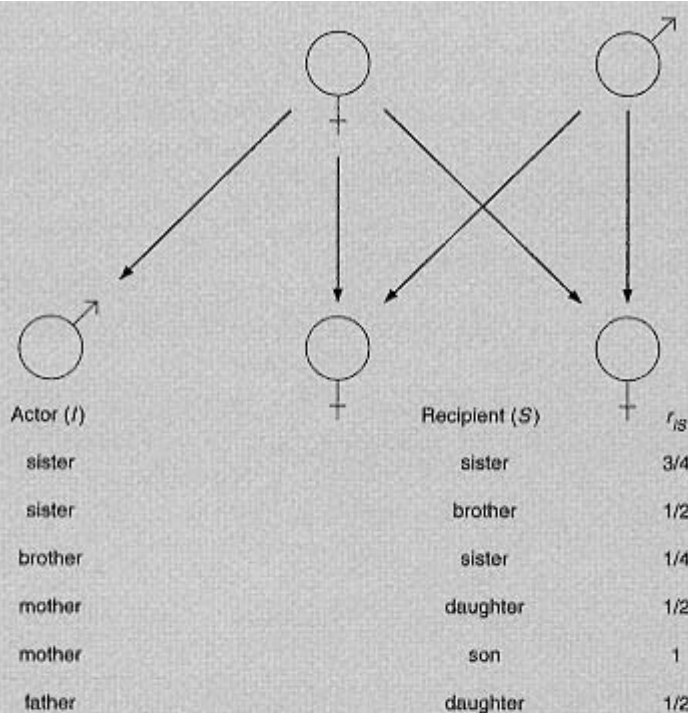 Actor (I) Recipient (S) rIS
sister sister 3/4
sister brother 1/2
brother sister 1/4
mother daughter 1/2
mother son 1
father daughter 1/2